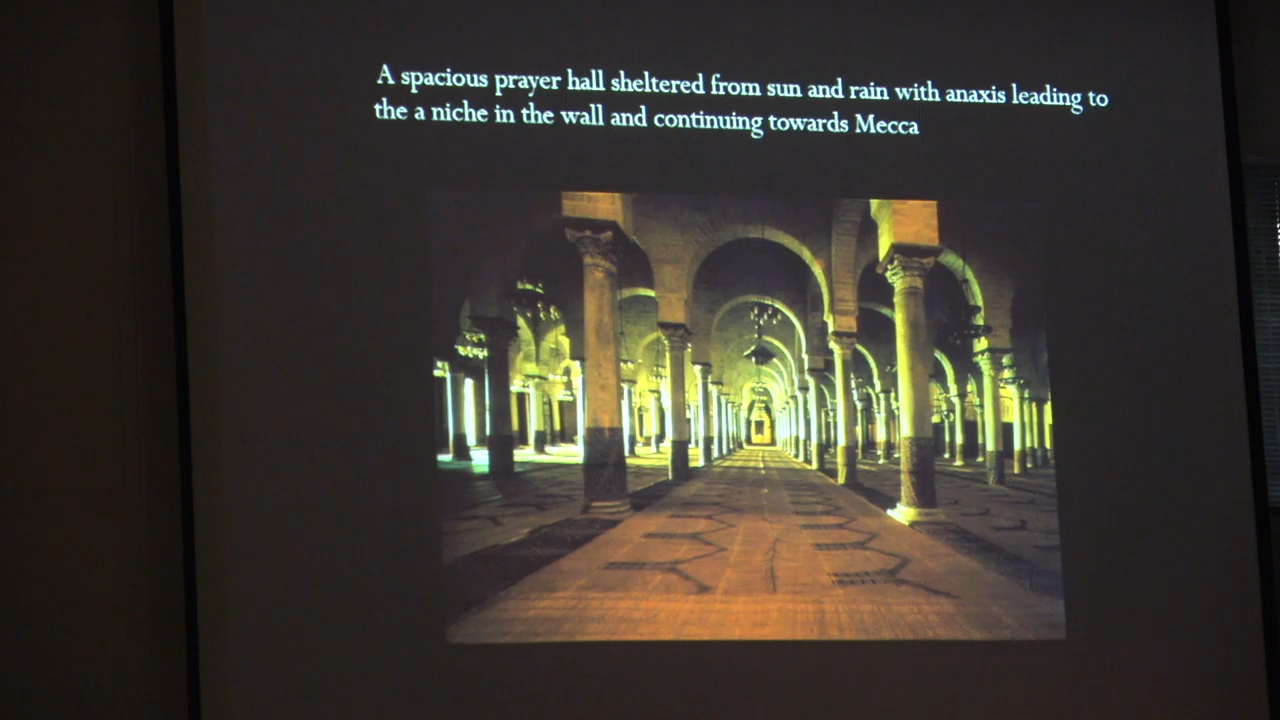 A spacious prayer hall sheltered from sun and rain with anaxis leading to
the a niche in the wall and continuing towards Mecca